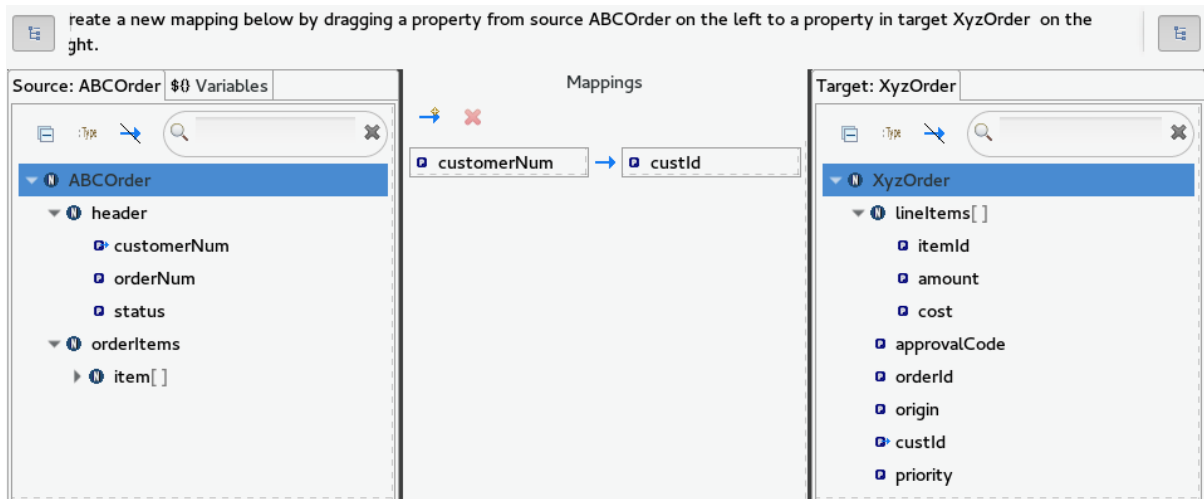 reate a new mapping below by dragging a property from source ABCOrder on the left to a property in target XyzOrder on the
ght.
Source: ABCOrder
${} Variables
Mappings
Target: XyzOrder
:Type
:Type
customerNum
custId
ABCOrder
header
customerNum
orderNum
status
orderItems
item[ ]
XyzOrder
lineItems[ ]
itemId
amount
cost
approvalCode
orderId
origin
custId
priority